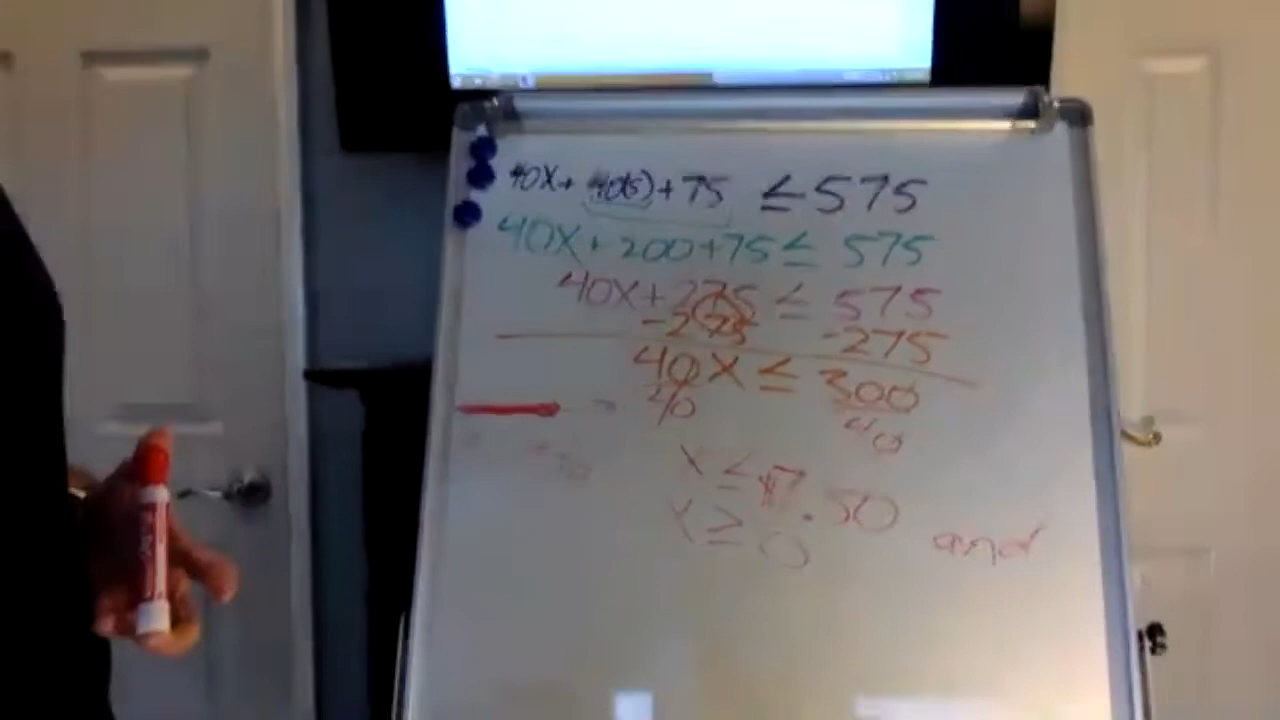 40X + 40(5) + 75 ≤ 575
40X + 200 + 75 ≤ 575
40X + 275 ≤ 575
-275 -275
40X ≤ 300
40 40
X ≤ 7.50
X ≥ 0 and